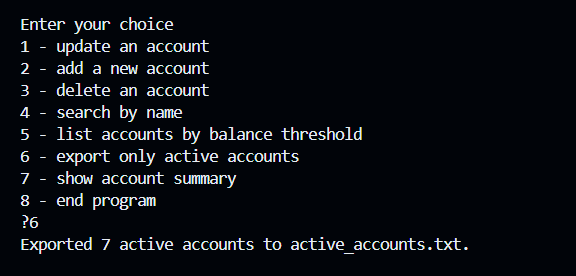 Enter your choice
1 - update an account
2 - add a new account
3 - delete an account
4 - search by name
5 - list accounts by balance threshold
6 - export only active accounts
7 - show account summary
8 - end program
?6
Exported 7 active accounts to active_accounts.txt.